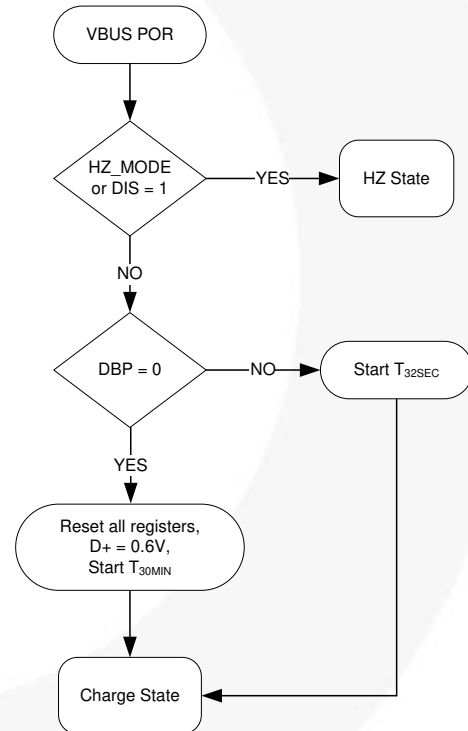 VBUS POR
HZ_MODE
or DIS = 1
YES
HZ State
NO
DBP = 0
NO
Start T32SEC
YES
Reset all registers,
D+ = 0.6V,
Start T30MIN
Charge State